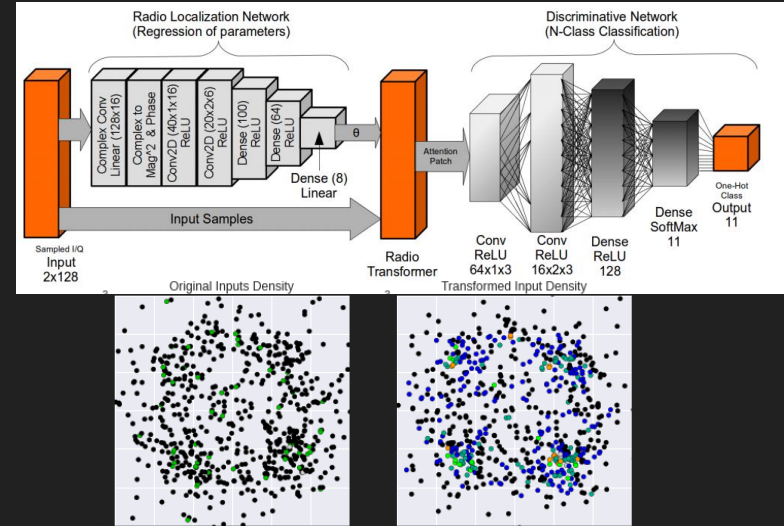 Radio Localization Network
(Regression of parameters)
Discriminative Network
(N-Class Classification)
Complex Conv
Linear (128x16)
Complex to
Mag^2 & Phase
Conv2D (40x1x16)
ReLU
Conv2D (20x2x6)
ReLU
Dense (100)
ReLU
Dense (64)
ReLU
Dense (8)
Linear
θ
Input Samples
Attention
Patch
Sampled I/Q
Input
2x128
Radio
Transformer
Conv
ReLU
64x1x3
Conv
ReLU
16x2x3
Dense
ReLU
128
Dense
SoftMax
11
One-Hot
Class
Output
11
Original Inputs Density
Transformed Input Density